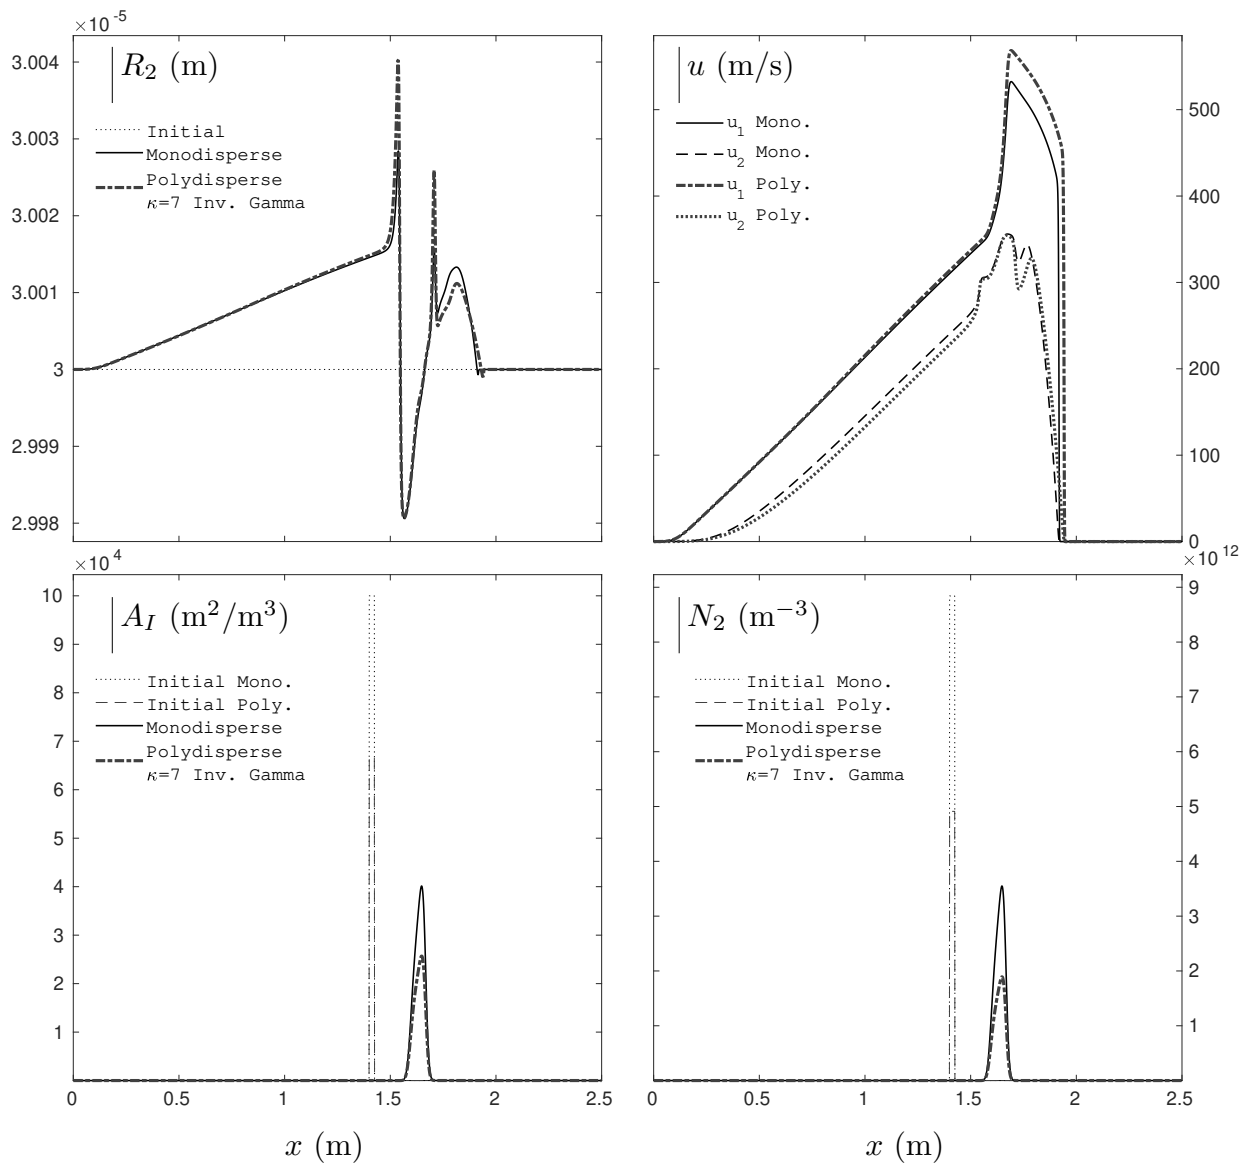 ×10 -5
R2 (m)
Initial
Monodisperse
Polydisperse
κ=7 Inv. Gamma
3.004
3.003
3.002
3.001
3
2.999
2.998
u (m/s)
u1 Mono.
u2 Mono.
u1 Poly.
u2 Poly.
500
400
300
200
100
0
×10 4
AI (m2/m3)
Initial Mono.
Initial Poly.
Monodisperse
Polydisperse
κ=7 Inv. Gamma
10
9
8
7
6
5
4
3
2
1
0 0.5 1 1.5 2 2.5
x (m)
×10 12
N2 (m−3)
Initial Mono.
Initial Poly.
Monodisperse
Polydisperse
κ=7 Inv. Gamma
9
8
7
6
5
4
3
2
1
0 0.5 1 1.5 2 2.5
x (m)